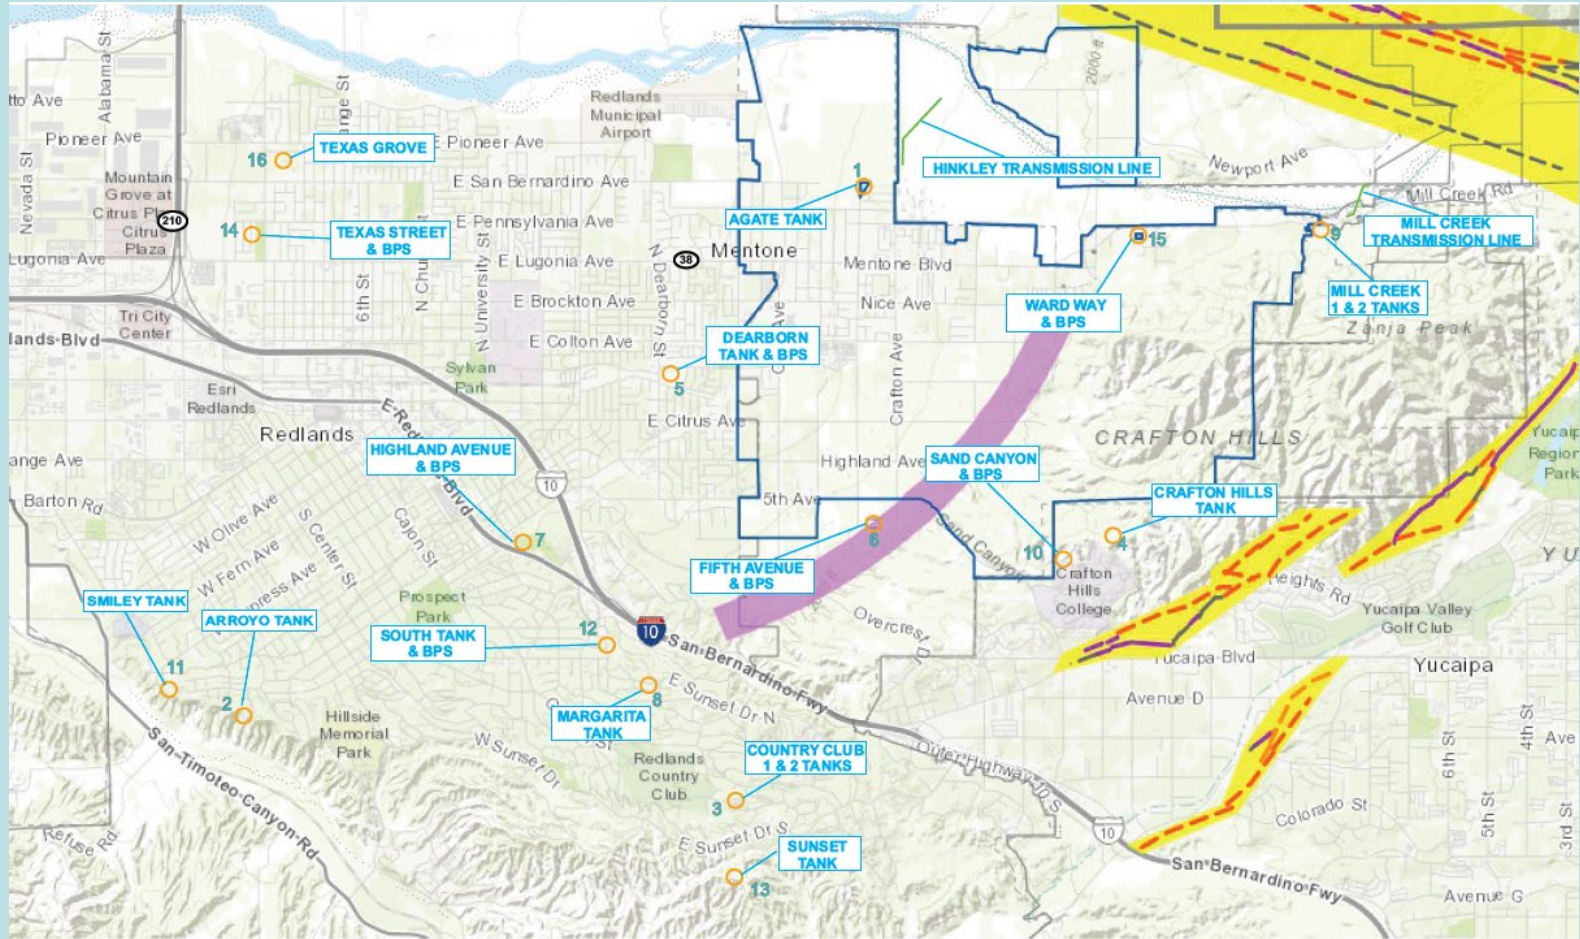 Alabama St
2000 ft
Redlands
Municipal
Airport
Pioneer Ave
ange St
E Pioneer Ave
16
TEXAS GROVE
Nevada St
Mountain
Grove at
Citrus
Citrus
Plaza
E San Bernardino Ave
1
HINKLEY TRANSMISSION LINE
Newport Ave
Mill Creek Rd
210
14
TEXAS STREET
& BPS
E Pennsylvania Ave
AGATE TANK
MILL CREEK
TRANSMISSION LINE
9
15
Lugonia Ave
6th St
N University St
E Lugonia Ave
N Dearborn St
38
Mentone
Mentone Blvd
Nice Ave
WARD WAY
& BPS
MILL CREEK
1 & 2 TANKS
Zanja Peak
Tri City
Center
E Brockton Ave
lands Blvd
E Colton Ave
DEARBORN
TANK & BPS
Crafton Ave
5
Sylvan
Park
Esri
Redlands
E Citrus Ave
Redlands
CRAFTON HILLS
Yucaip
Region
Park
ange Ave
HIGHLAND AVENUE
& BPS
Highland Ave
SAND CANYON
& BPS
10
Barton Rd
5th Ave
CRAFTON HILLS
TANK
W Olive Ave
S Center St
Cajon St
7
6
Sand Canyon
10
4
W Fern Ave
FIFTH AVENUE
& BPS
Crafton
Hills
College
Heights Rd
YU
SMILEY TANK
ARROYO TANK
Prospect
Park
Overcrest Dr
Yucaipa Valley
Golf Club
SOUTH TANK
& BPS
12
10
San Bernardino Fwy
Yucaipa Blvd
Yucaipa
11
2
8
E Sunset Dr N
Avenue D
MARGARITA
TANK
Hillside
Memorial
Park
San Timoteo Canyon Rd
W Sunset Dr
COUNTRY CLUB
1 & 2 TANKS
Redlands
Country
Club
3
Outer Highway 10 S
6th St
4th St
Ave
Colorado St
5th St
3rd St
Refuse Rd
E Sunset Dr S
SUNSET
TANK
13
10
San Bernardino Fwy
Avenue G